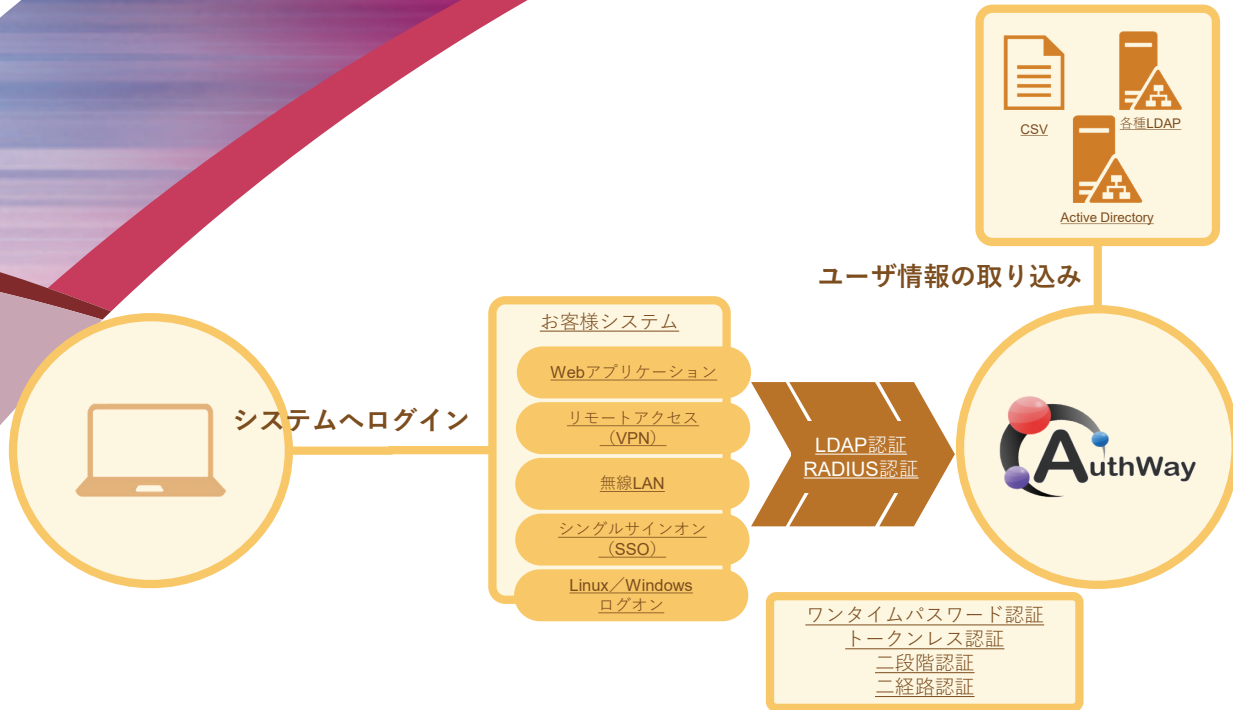 CSV
各種LDAP
Active Directory
ユーザ情報の取り込み
システムへログイン
お客様システム
Webアプリケーション
リモートアクセス
（VPN）
無線LAN
シングルサインオン
（SSO）
Linux／Windows
ログオン
LDAP認証
RADIUS認証
AuthWay
ワンタイムパスワード認証
トークンレス認証
二段階認証
二経路認証